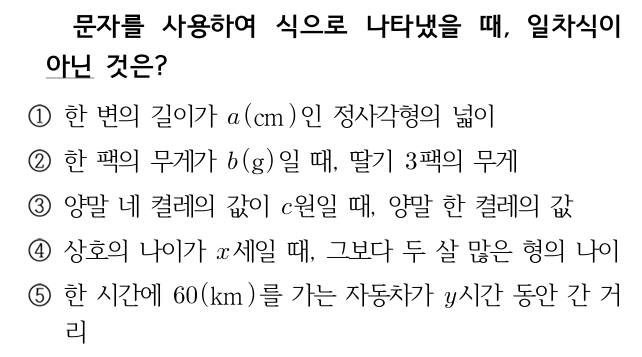 문자를 사용하여 식으로 나타냈을 때, 일차식이
아닌 것은?
① 한 변의 길이가 a(cm)인 정사각형의 넓이
② 한 팩의 무게가 b(g)일 때, 딸기 3팩의 무게
③ 양말 네 켤레의 값이 c원일 때, 양말 한 켤레의 값
④ 상호의 나이가 x세일 때, 그보다 두 살 많은 형의 나이
⑤ 한 시간에 60(km)를 가는 자동차가 y시간 동안 간 거
리